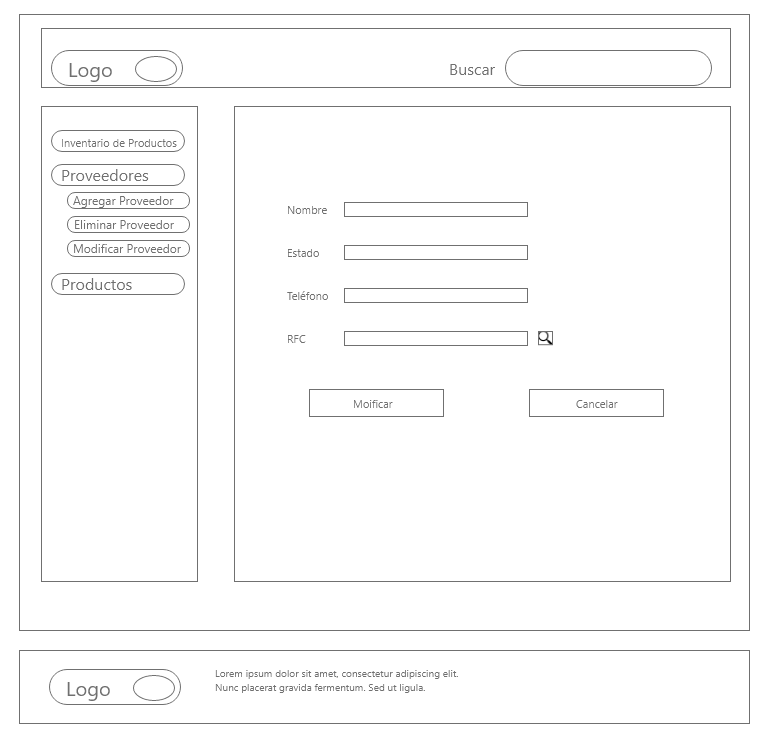 Logo
Buscar
Inventario de Productos
Proveedores
Agregar Proveedor
Eliminar Proveedor
Modificar Proveedor
Productos
Nombre
Estado
Teléfono
RFC
Moificar
Cancelar
Logo
Lorem ipsum dolor sit amet, consectetur adipiscing elit.
Nunc placerat gravida fermentum. Sed ut ligula.